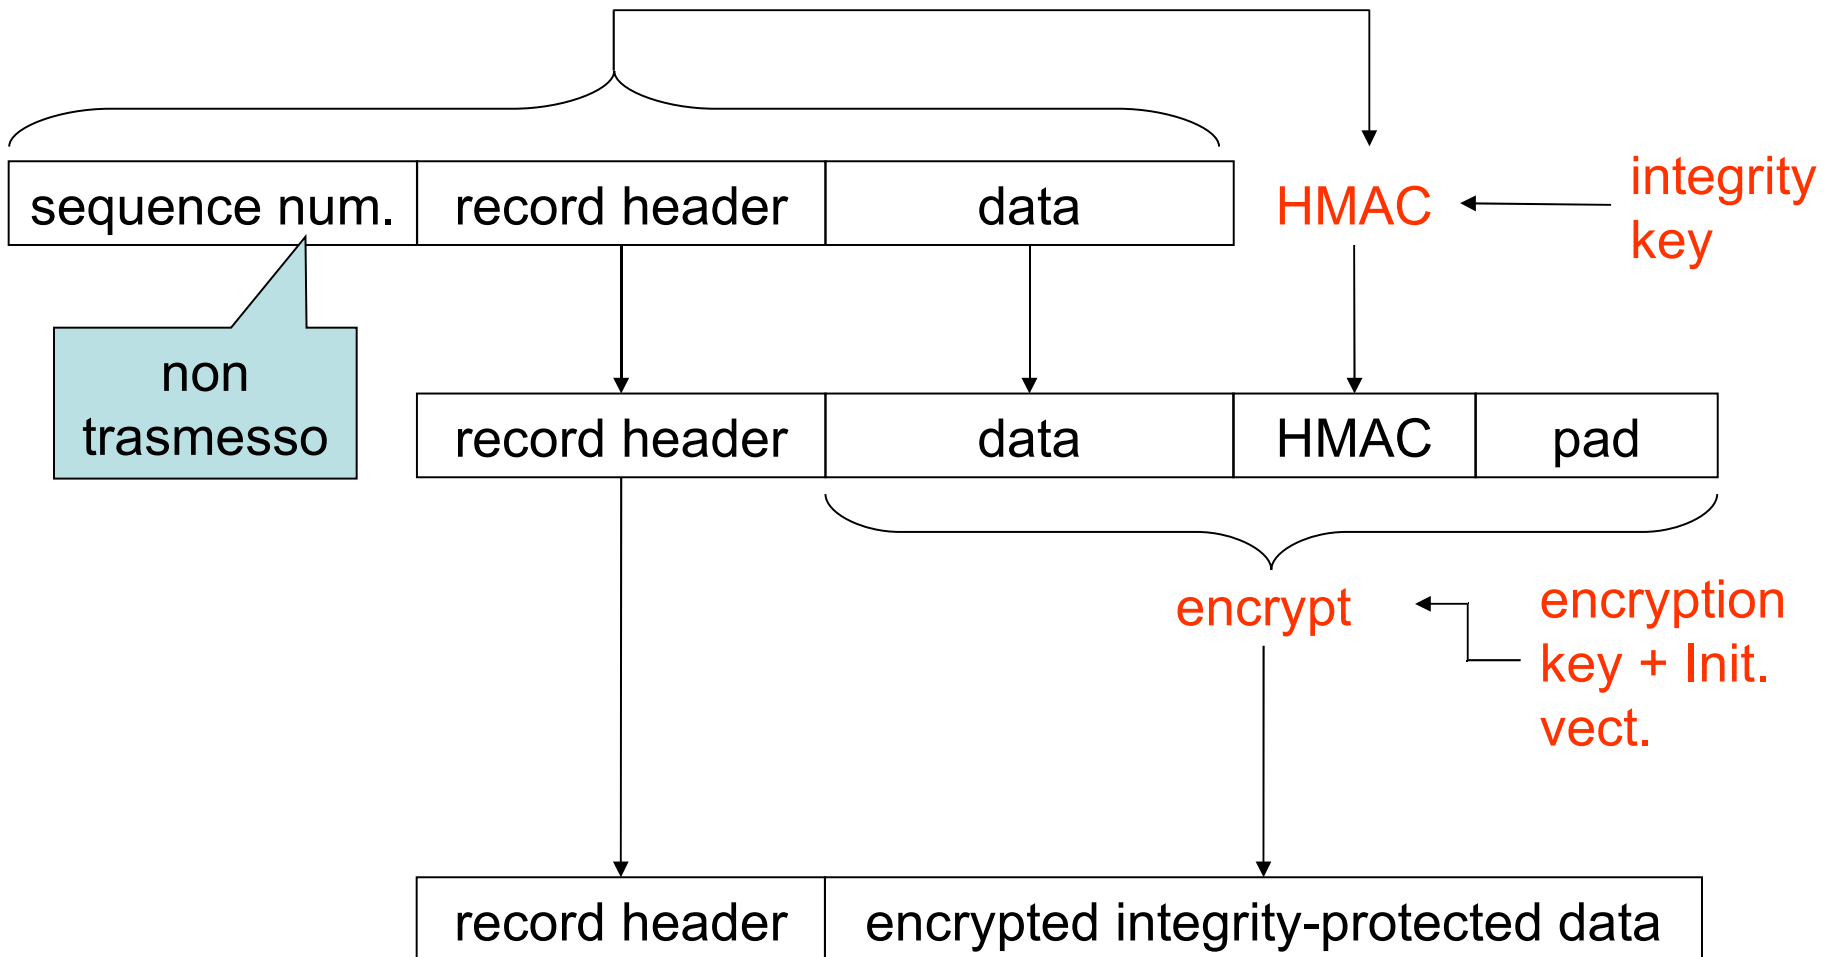 sequence num. record header data HMAC
integrity
key
non
trasmesso
record header data HMAC pad
encrypt
encryption
key + Init.
vect.
record header encrypted integrity-protected data